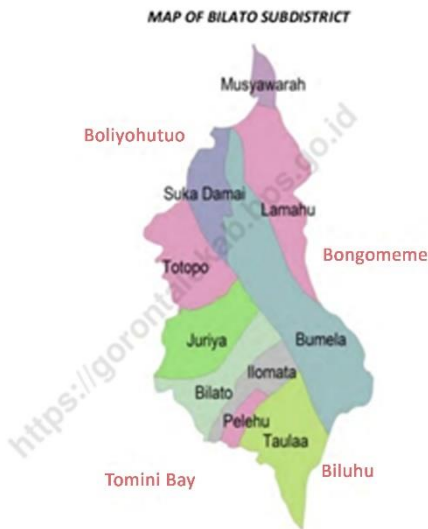 MAP OF BILATO SUBDISTRICT
Musyawarah
Boliyohutuo
Suka Damai
Lamahu
Bongomeme
Totopo
Juriya
Bumela
Ilomata
Bilato
Pelehu
Taulaa
Tomini Bay
Biluhu
https://gorontalokab.bps.go.id